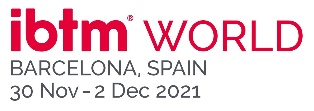 ibtm® WORLD
BARCELONA, SPAIN
30 Nov - 2 Dec 2021